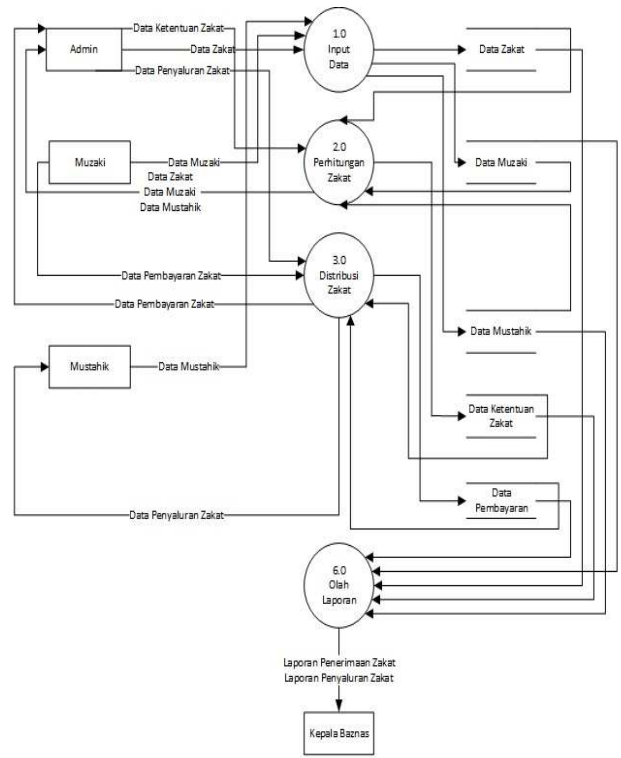 Data Ketentuan Zakat
Admin
Data Zakat
Data Penyaluran Zakat
1.0
Input
Data
Data Zakat
Muzaki
Data Muzaki
Data Zakat
Data Muzaki
Data Mustahik
2.0
Perhitungan
Zakat
Data Muzaki
Data Pembayaran Zakat
Data Pembayaran Zakat
3.0
Distribusi
Zakat
Data Mustahik
Mustahik
Data Mustahik
Data Ketentuan
Zakat
Data
Pembayaran
Data Penyaluran Zakat
6.0
Olah
Laporan
Laporan Penerimaan Zakat
Laporan Penyaluran Zakat
Kepala Baznas